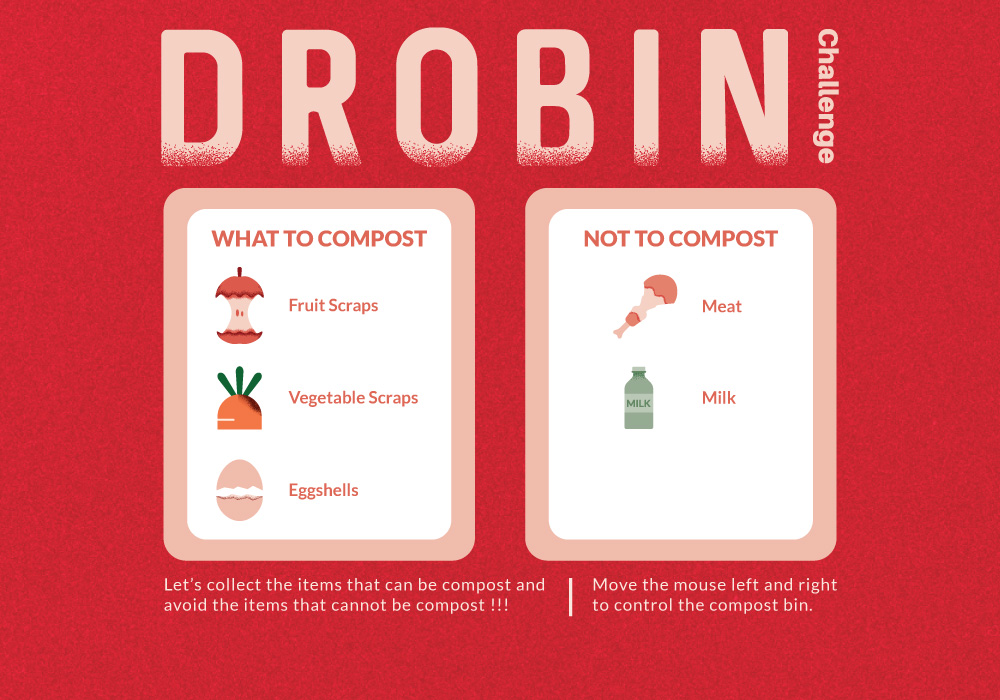 DROBIN
Challenge
WHAT TO COMPOST
Fruit Scraps
Vegetable Scraps
Eggshells
NOT TO COMPOST
Meat
MILK
Milk
Let’s collect the items that can be compost and
avoid the items that cannot be compost !!!
Move the mouse left and right
to control the compost bin.